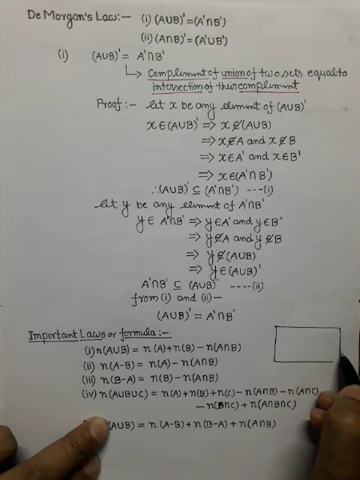 De Morgan's Law:- (i) (A∪B)' = (A'∩B')
(ii) (A∩B)' = (A'∪B')
(i) (A∪B)' = A'∩B'
↳ Compliment of union of two sets equal to
intersection of their compliment
Proof:- let x be any element of (A∪B)'
x∈(A∪B)' ⇒ x∉(A∪B)
⇒ x∉A and x∉B
⇒ x∈A' and x∈B'
⇒ x∈(A'∩B')
∴(A∪B)' ⊆ (A'∩B') ---(i)
let y be any element of A'∩B'
y∈ A'∩B' ⇒ y∈A' and y∈B'
⇒ y∉A and y∉B
⇒ y∉(A∪B)
⇒ y∈(A∪B)'
A'∩B' ⊆ (A∪B)' ----(ii)
from (i) and (ii)-
(A∪B)' = A'∩B'
Important Laws or formula:-
(i) n(A∪B) = n(A)+n(B)-n(A∩B)
(ii) n(A-B) = n(A)-n(A∩B)
(iii) n(B-A) = n(B)-n(A∩B)
(iv) n(A∪B∪C) = n(A)+n(B)+n(C)-n(A∩B)-n(A∩C)
-n(B∩C)+n(A∩B∩C)
(A∪B) = n(A-B)+n(B-A)+n(A∩B)